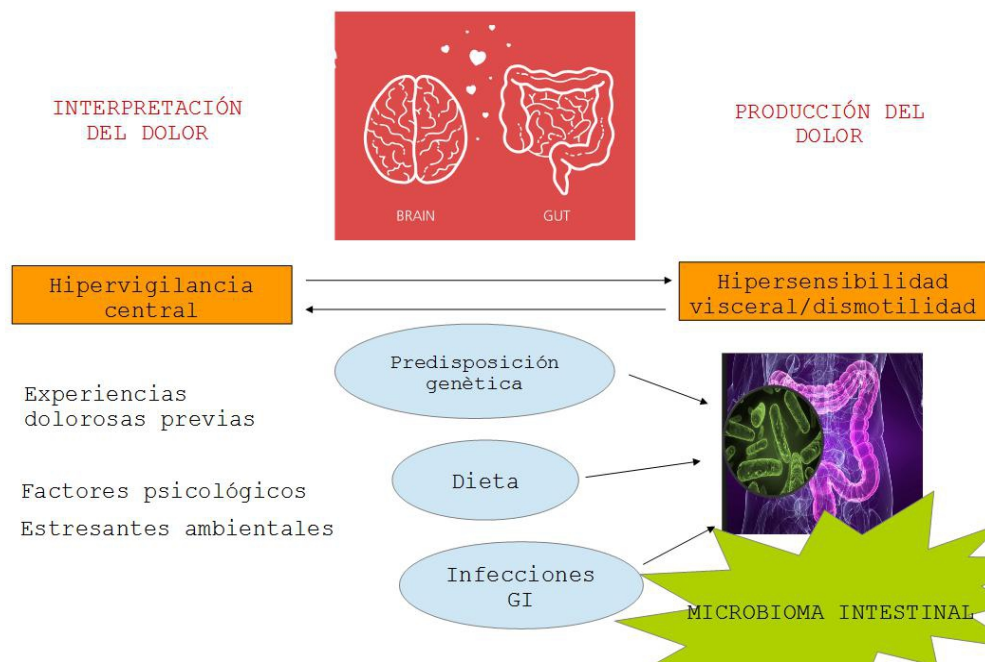 INTERPRETACIÓN
DEL DOLOR
BRAIN
GUT
PRODUCCIÓN DEL
DOLOR
Hipervigilancia
central
Hipersensibilidad
visceral/dismotilidad
Predisposición
genètica
Experiencias
dolorosas previas
Dieta
Factores psicológicos
Estresantes ambientales
Infecciones
GI
MICROBIOMA INTESTINAL